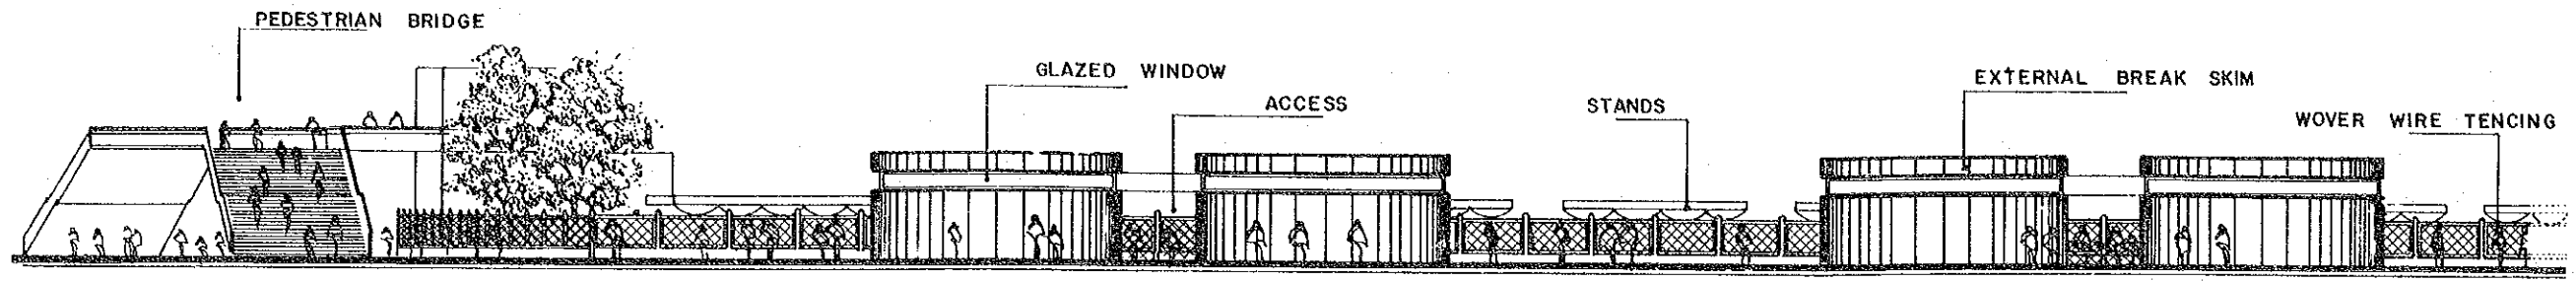 PEDESTRIAN BRIDGE
GLAZED WINDOW
ACCESS
STANDS
EXTERNAL BREAK SKIM
WOVER WIRE TENCING